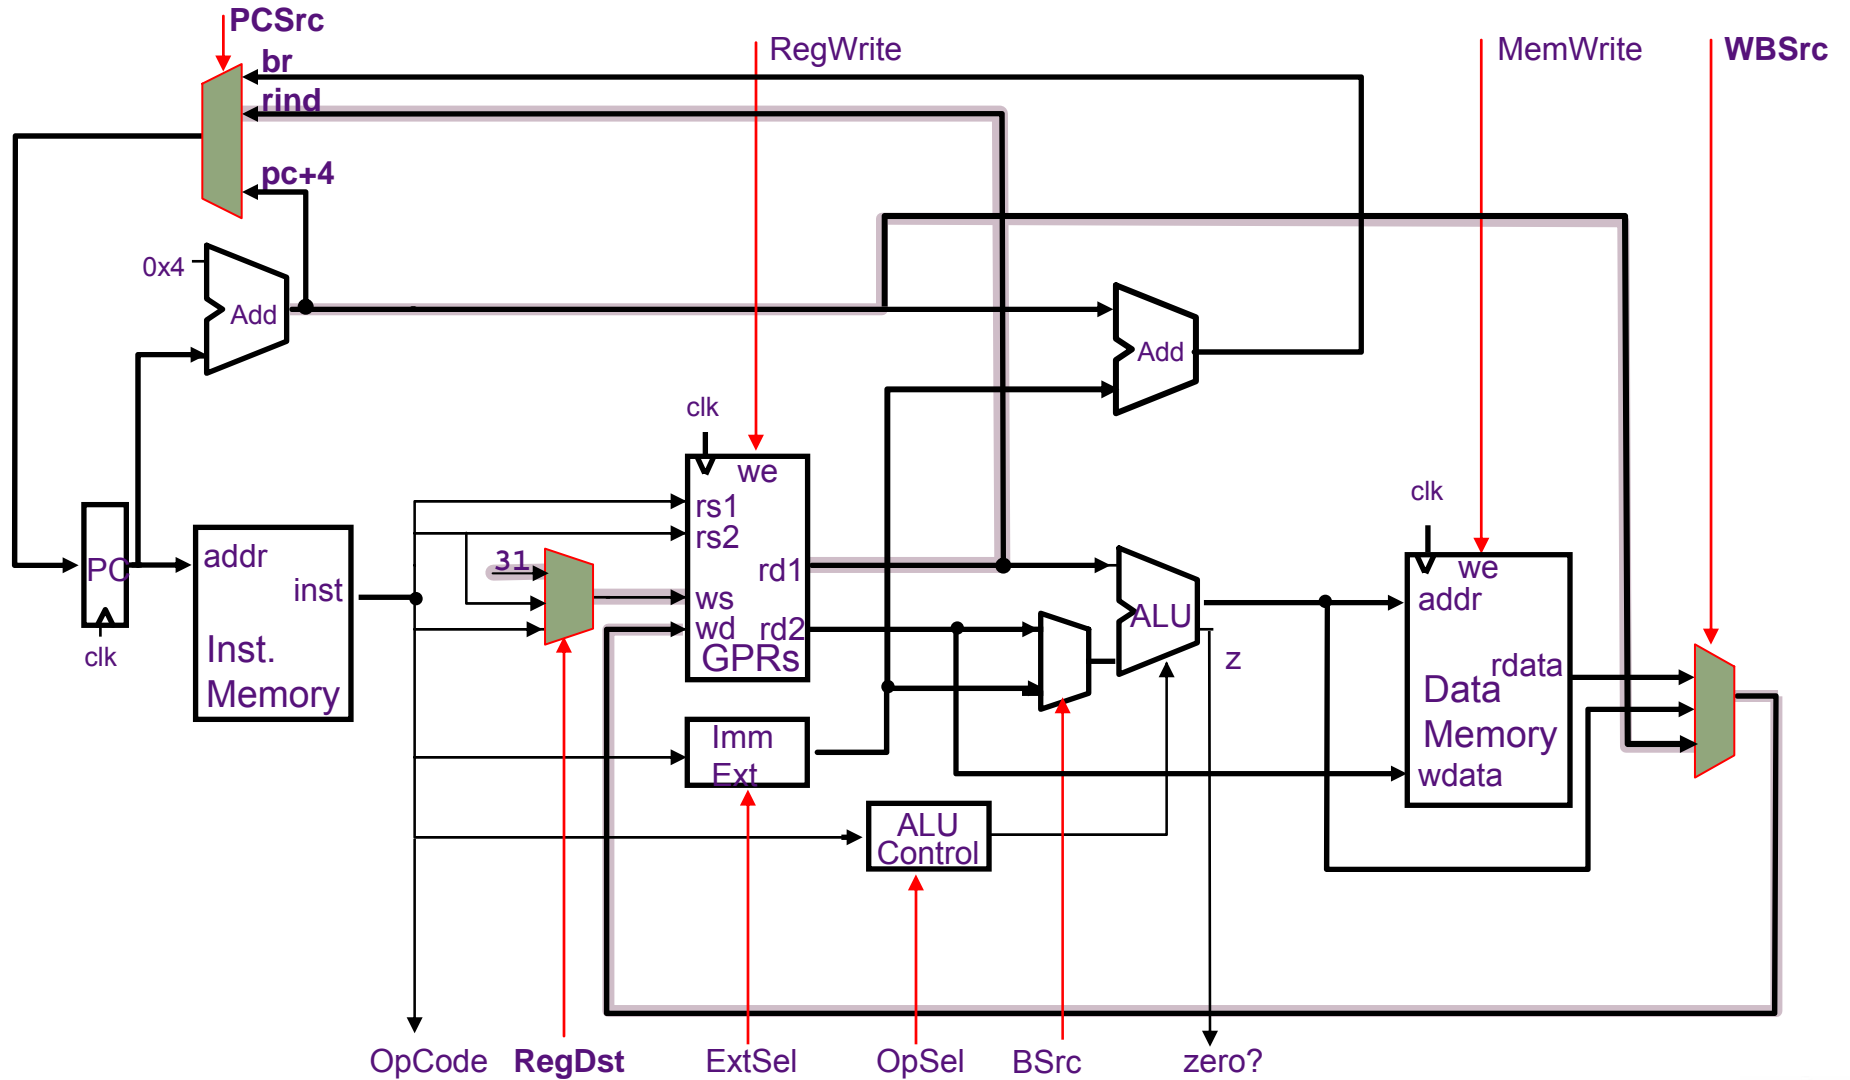 PCSrc
br
RegWrite
MemWrite
WBSrc
rind
pc+4
0x4
Add
Add
clk
we
rs1
rs2
31
rd1
ws
wd
rd2
GPRs
PC
clk
addr
inst
Inst.
Memory
ALU
z
clk
we
addr
rdata
Data
Memory
wdata
Imm
Ext
ALU
Control
OpCode
RegDst
ExtSel
OpSel
BSrc
zero?